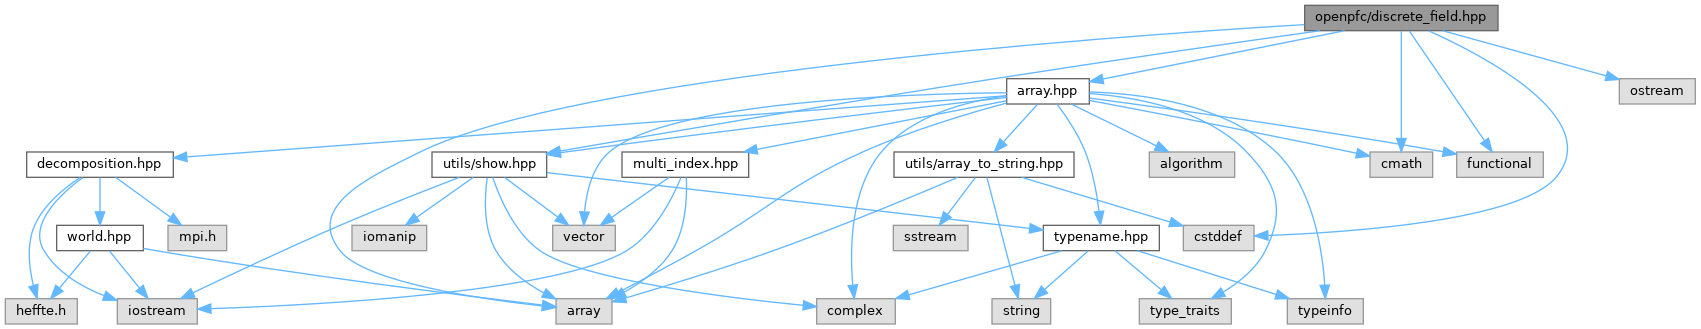 openpfc/discrete_field.hpp
array.hpp
ostream
decomposition.hpp
utils/show.hpp
multi_index.hpp
utils/array_to_string.hpp
algorithm
cmath
functional
world.hpp
mpi.h
iomanip
vector
sstream
typename.hpp
cstddef
heffte.h
iostream
array
complex
string
type_traits
typeinfo